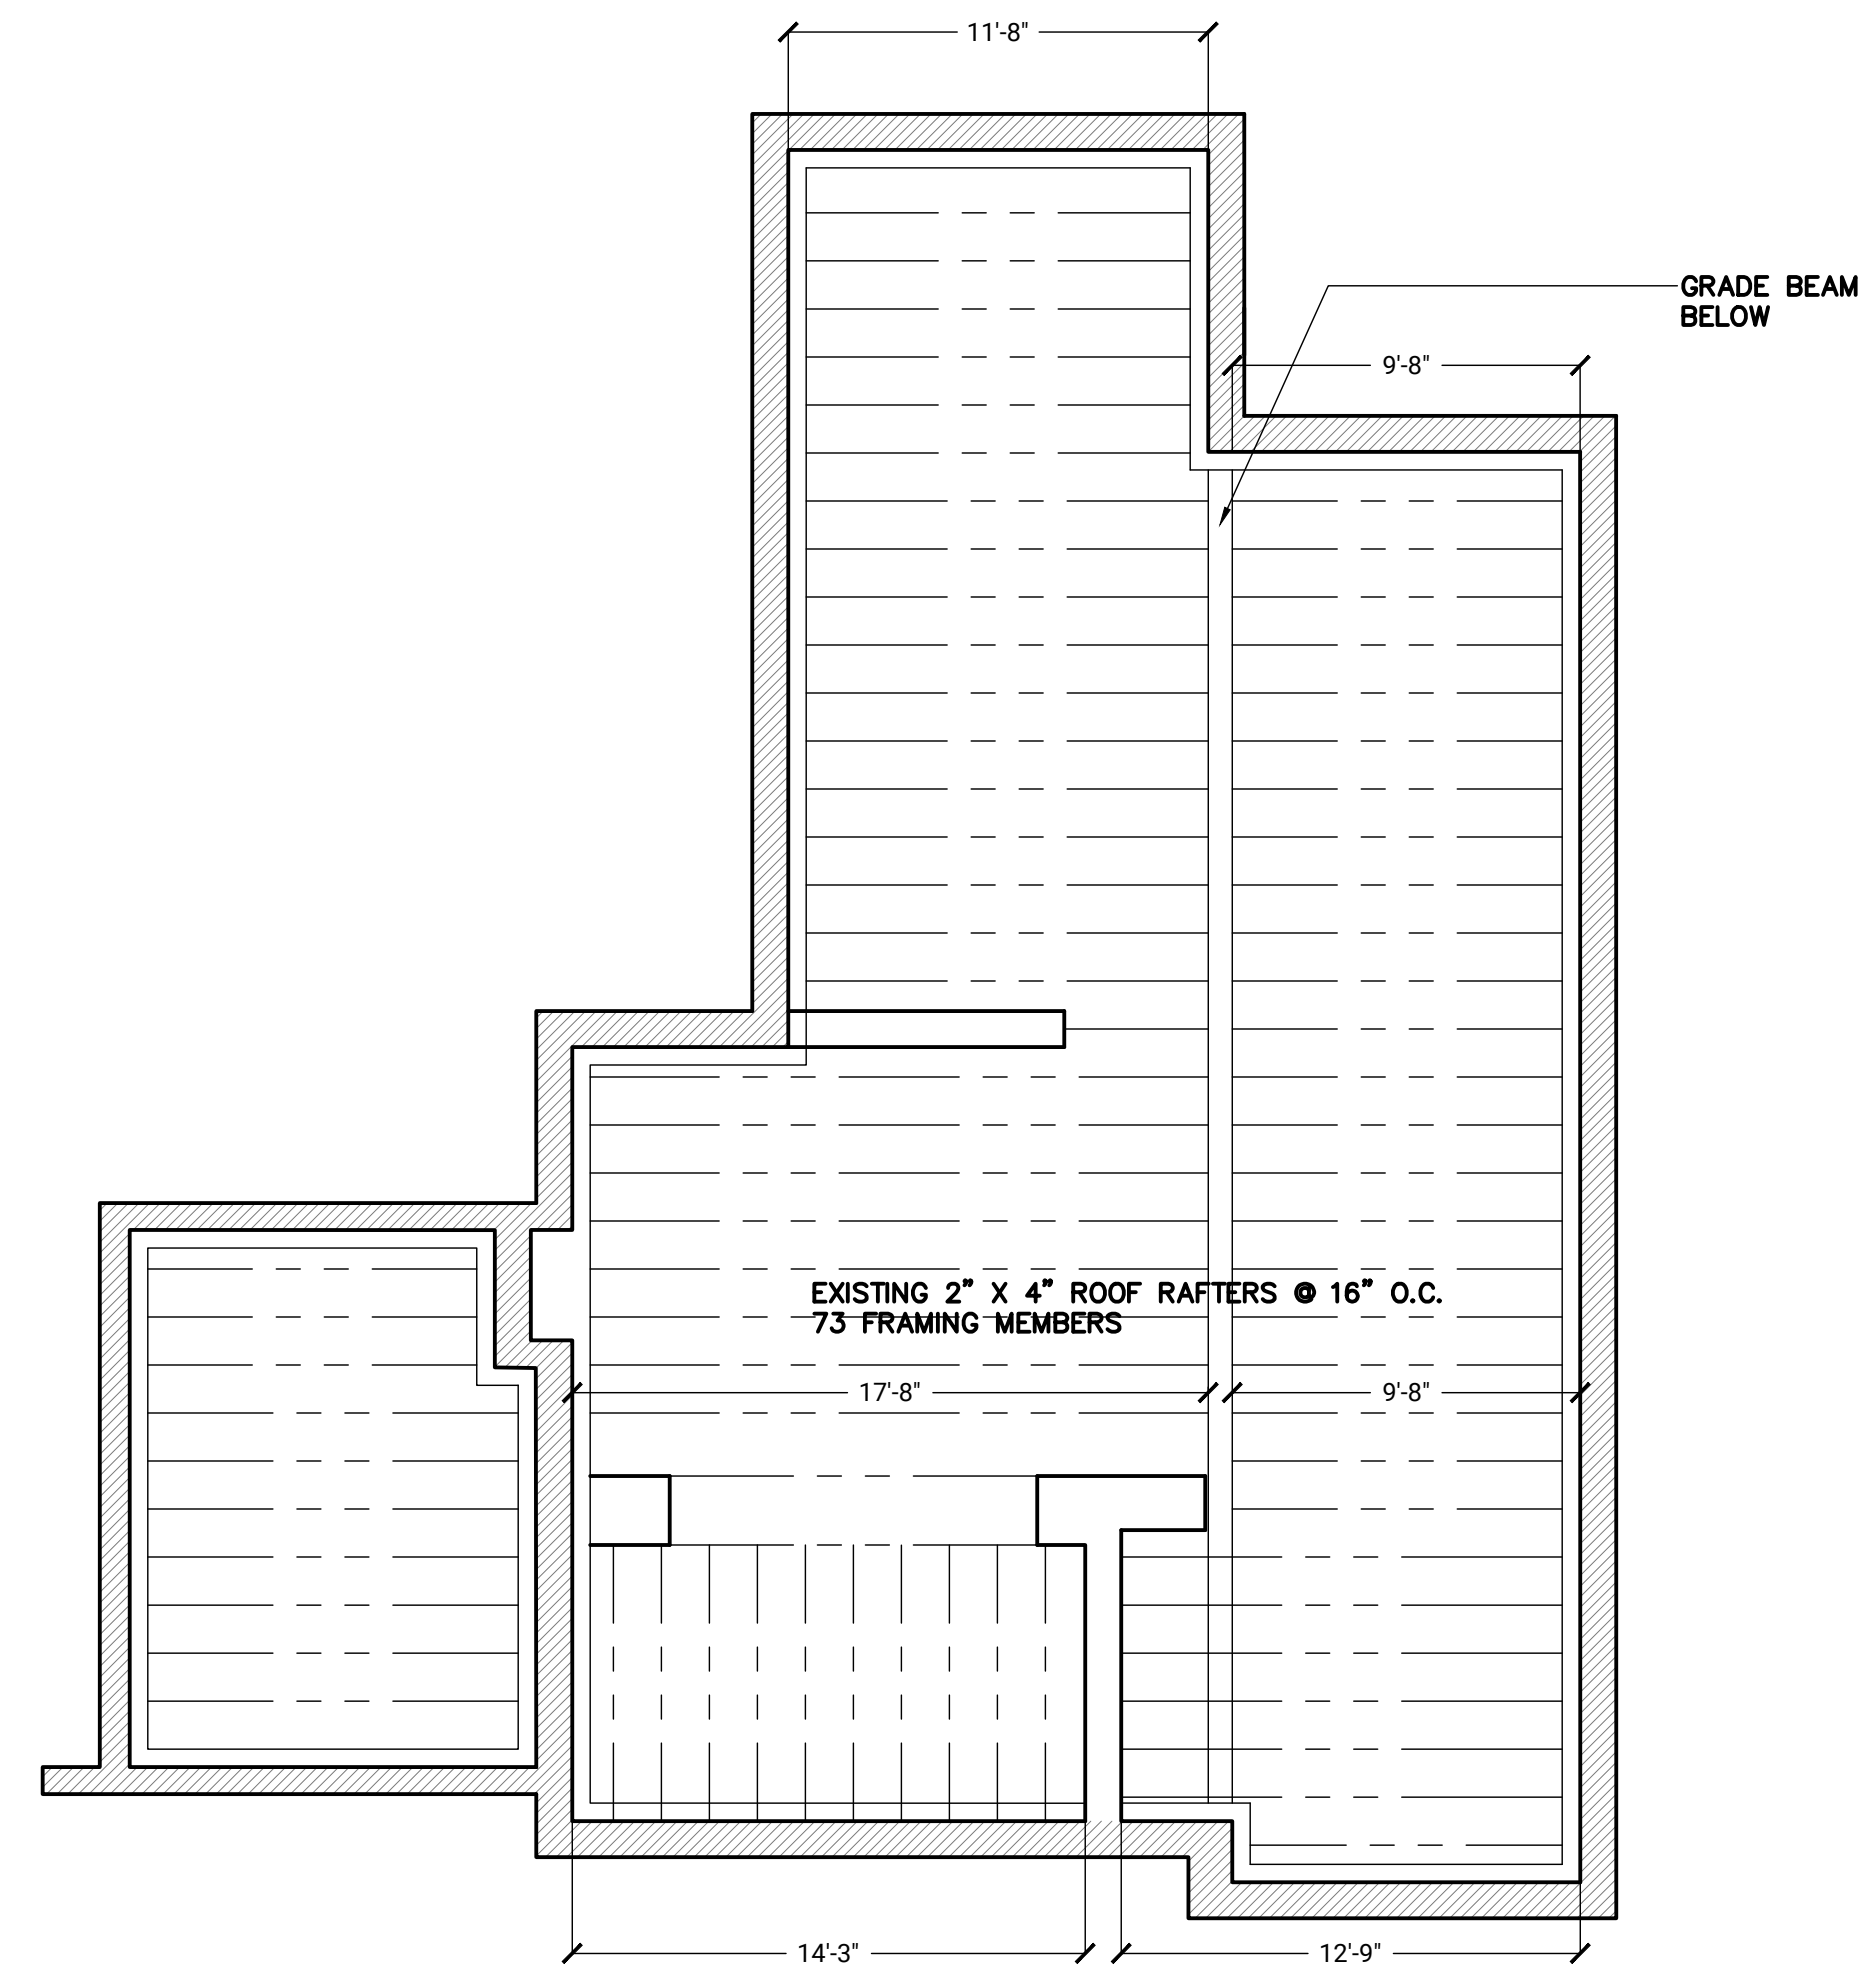 11'-8"
GRADE BEAM
BELOW
9'-8"
EXISTING 2” X 4” ROOF RAFTERS @ 16” O.C.
73 FRAMING MEMBERS
17'-8"
9'-8"
14'-3"
12'-9"